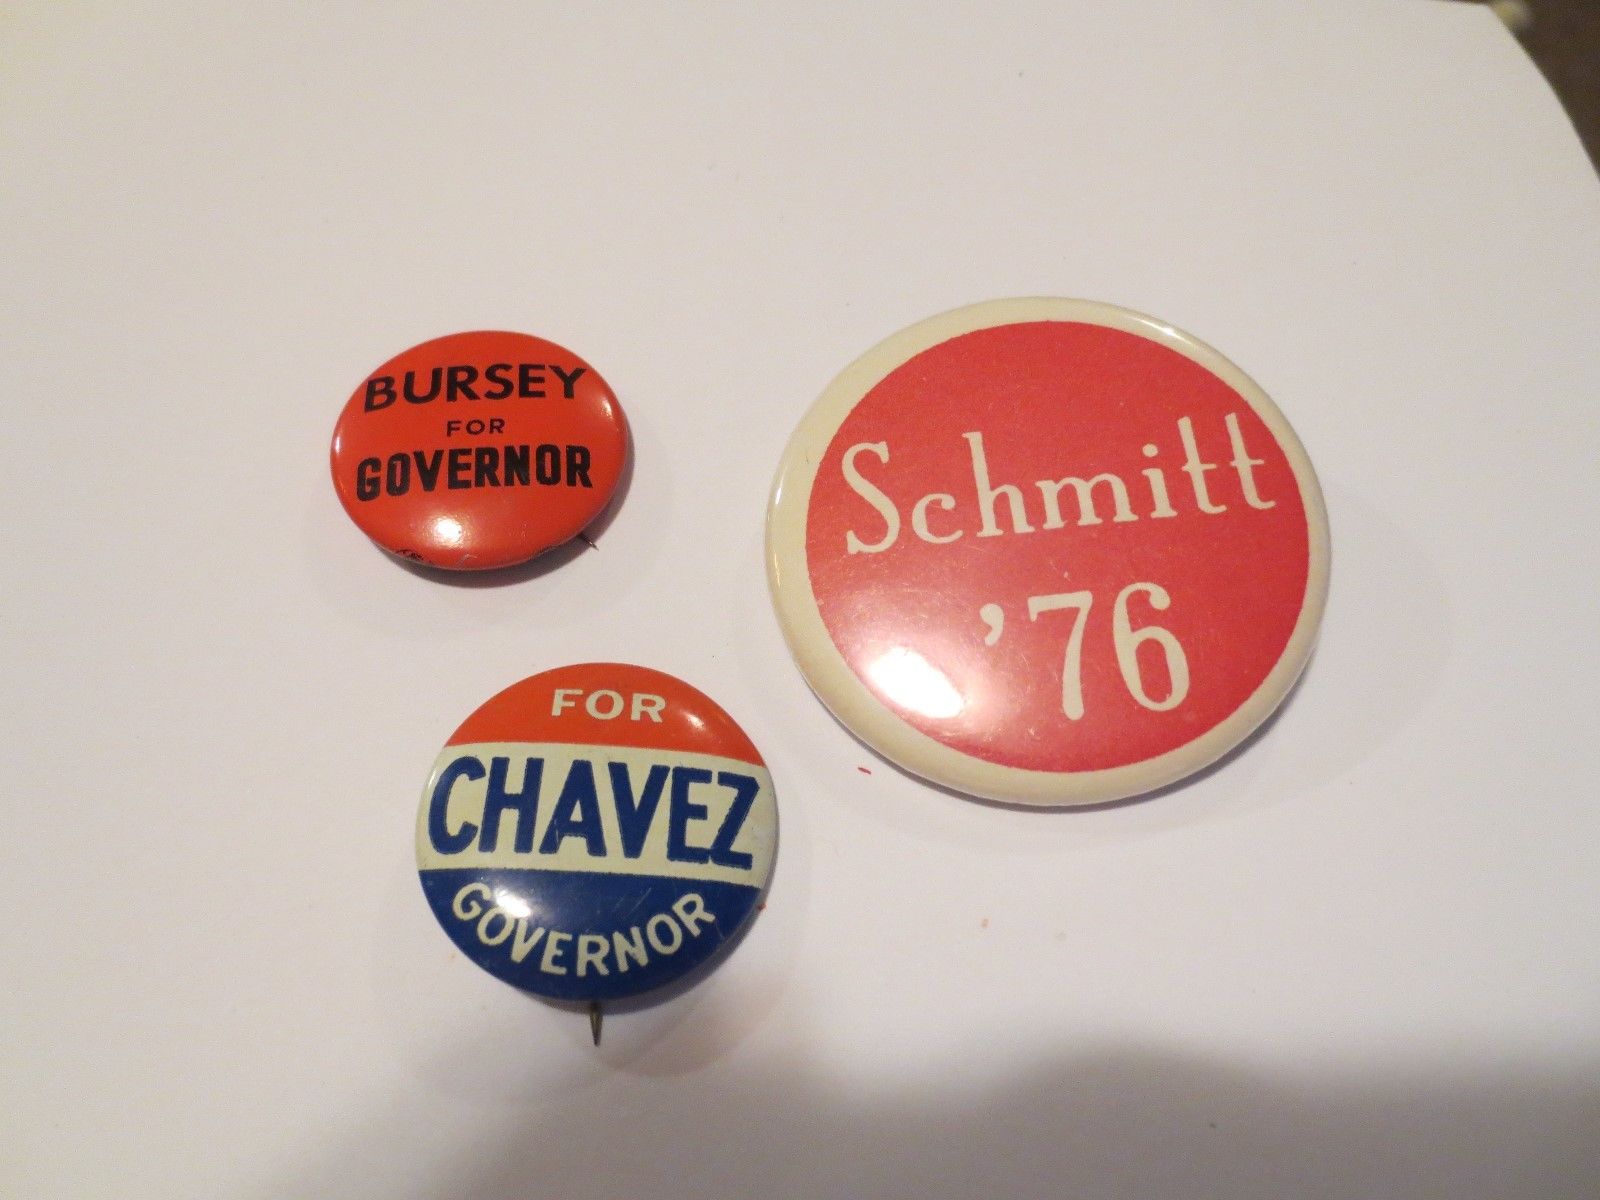 BURSEY
FOR
GOVERNOR
Schmitt
'76
FOR
CHAVEZ
GOVERNOR